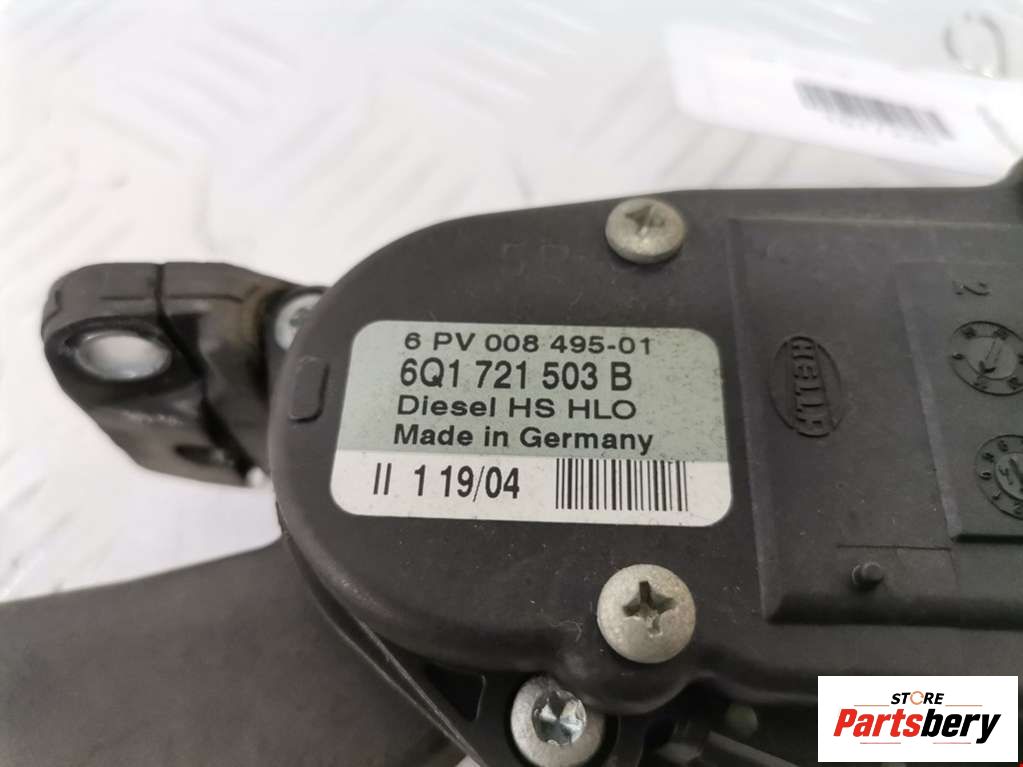 6 PV 008 495-01
6Q1 721 503 B
Diesel HS HLO
Made in Germany
II 1 19/04
HELLA
2
STORE
Partsbery